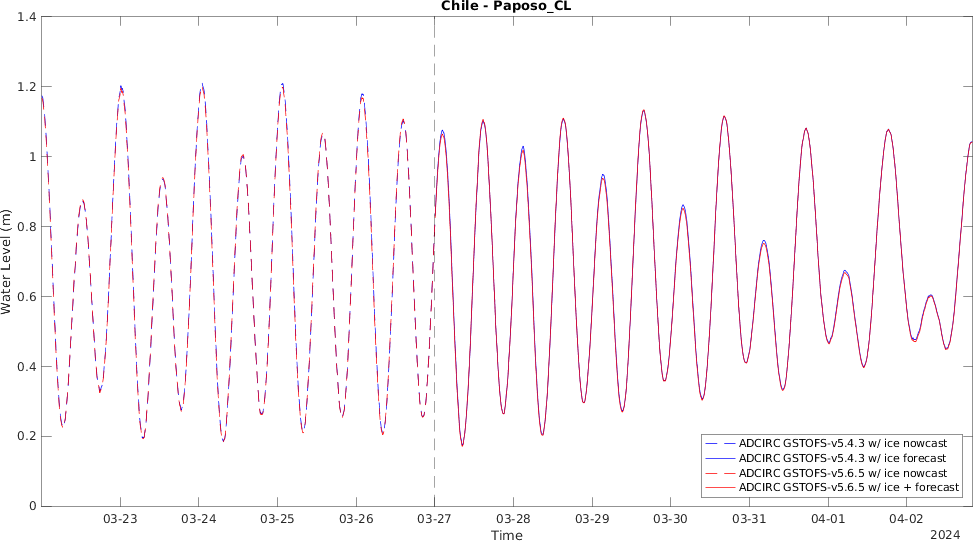 Chile - Paposo_CL
1.4
1.2
1
0.8
0.6
0.4
0.2
0
Water Level (m)
ADCIRC GSTOFS-v5.4.3 w/ ice nowcast
ADCIRC GSTOFS-v5.4.3 w/ ice forecast
ADCIRC GSTOFS-v5.6.5 w/ ice nowcast
ADCIRC GSTOFS-v5.6.5 w/ ice + forecast
03-23 03-24 03-25 03-26 03-27 03-28 03-29 03-30 03-31 04-01 04-02
Time
2024